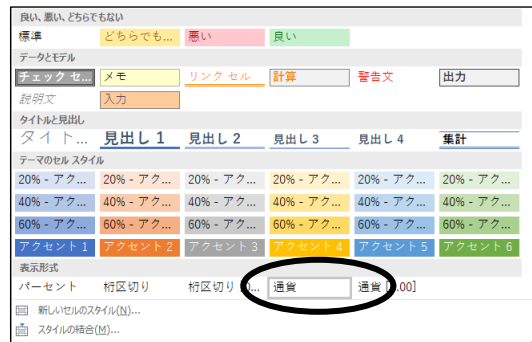 良い、悪い、どちらでもない
標準 どちらでも... 悪い 良い
データとモデル
チェック セ... メモ リンク セル 計算 警告文 出力
説明文 入力
タイトルと見出し
タイト... 見出し 1 見出し 2 見出し 3 見出し 4 集計
テーマのセル スタイル
20% - アク... 20% - アク... 20% - アク... 20% - アク... 20% - アク... 20% - アク...
40% - アク... 40% - アク... 40% - アク... 40% - アク... 40% - アク... 40% - アク...
60% - アク... 60% - アク... 60% - アク... 60% - アク... 60% - アク... 60% - アク...
アクセント 1 アクセント 2 アクセント 3 アクセント 4 アクセント 5 アクセント 6
表示形式
パーセント 桁区切り 桁区切り 通貨 通貨 .00]
新しいセルのスタイル(N)...
スタイルの結合(M)...